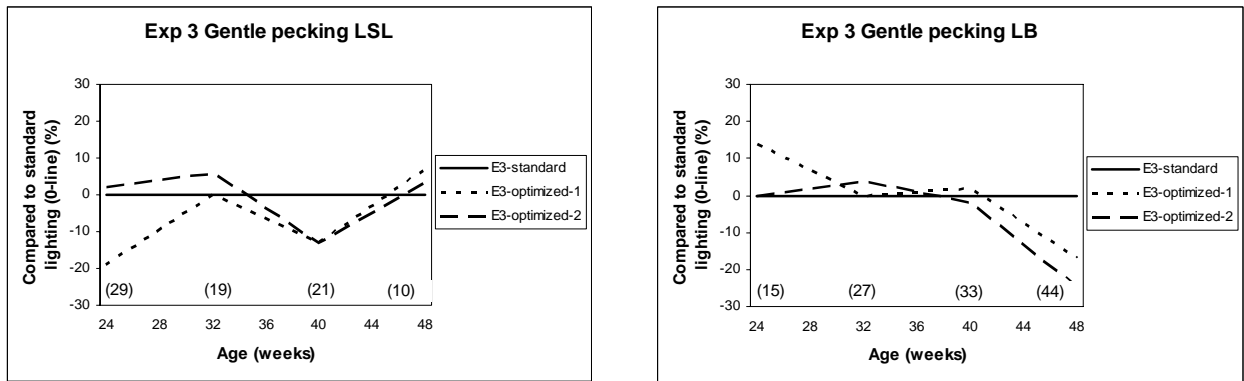 Exp 3 Gentle pecking LSL
Compared to standard
lighting (0-line) (%)
30
20
10
0
-10
-20
-30
(29) (19) (21) (10)
24 28 32 36 40 44 48
Age (weeks)
E3-standard
E3-optimized-1
E3-optimized-2
Exp 3 Gentle pecking LB
Compared to standard
lighting (0-line) (%)
30
20
10
0
-10
-20
-30
(15) (27) (33) (44)
24 28 32 36 40 44 48
Age (weeks)
E3-standard
E3-optimized-1
E3-optimized-2